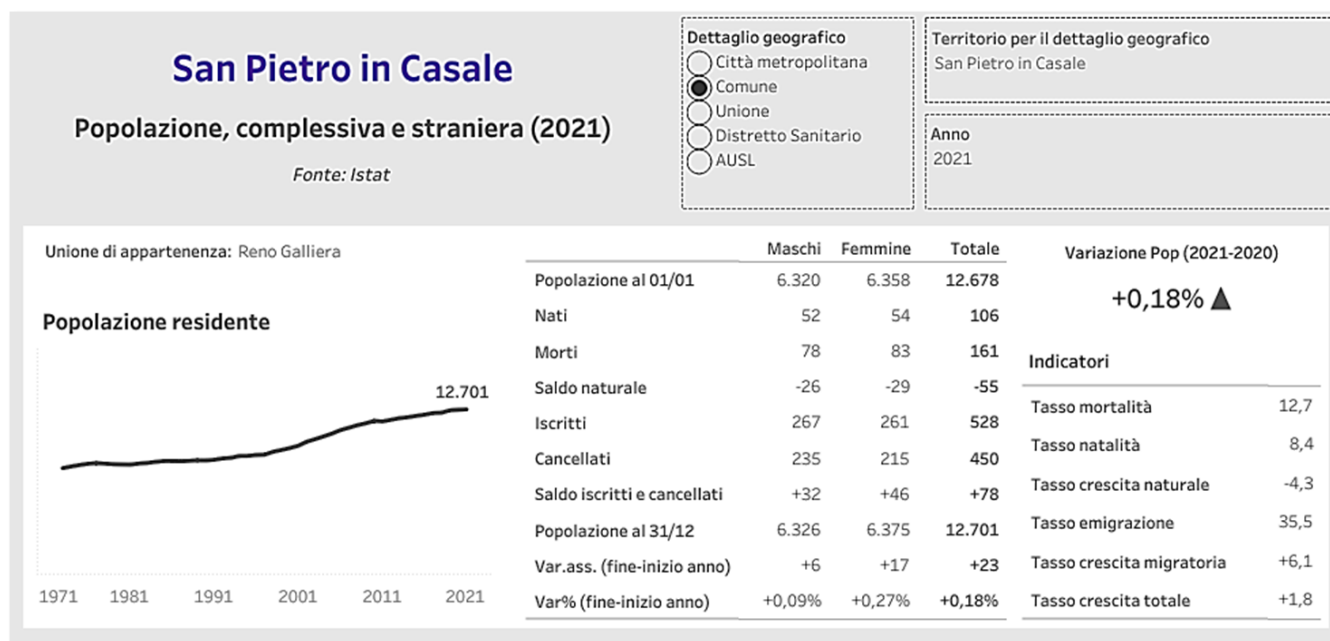 San Pietro in Casale
Popolazione, complessiva e straniera (2021)
Fonte: Istat
Dettaglio geografico
Città metropolitana
Comune
Unione
Distretto Sanitario
AUSL
Territorio per il dettaglio geografico
San Pietro in Casale
Anno
2021
Unione di appartenenza: Reno Galliera
Popolazione residente
12.701
1971 1981 1991 2001 2011 2021
Maschi Femmine Totale
Popolazione al 01/01 6.320 6.358 12.678
Nati 52 54 106
Morti 78 83 161
Saldo naturale -26 -29 -55
Iscritti 267 261 528
Cancellati 235 215 450
Saldo iscritti e cancellati +32 +46 +78
Popolazione al 31/12 6.326 6.375 12.701
Var.ass. (fine-inizio anno) +6 +17 +23
Var% (fine-inizio anno) +0,09% +0,27% +0,18%
Variazione Pop (2021-2020)
+0,18% ▲
Indicatori
Tasso mortalità 12,7
Tasso natalità 8,4
Tasso crescita naturale -4,3
Tasso emigrazione 35,5
Tasso crescita migratoria +6,1
Tasso crescita totale +1,8